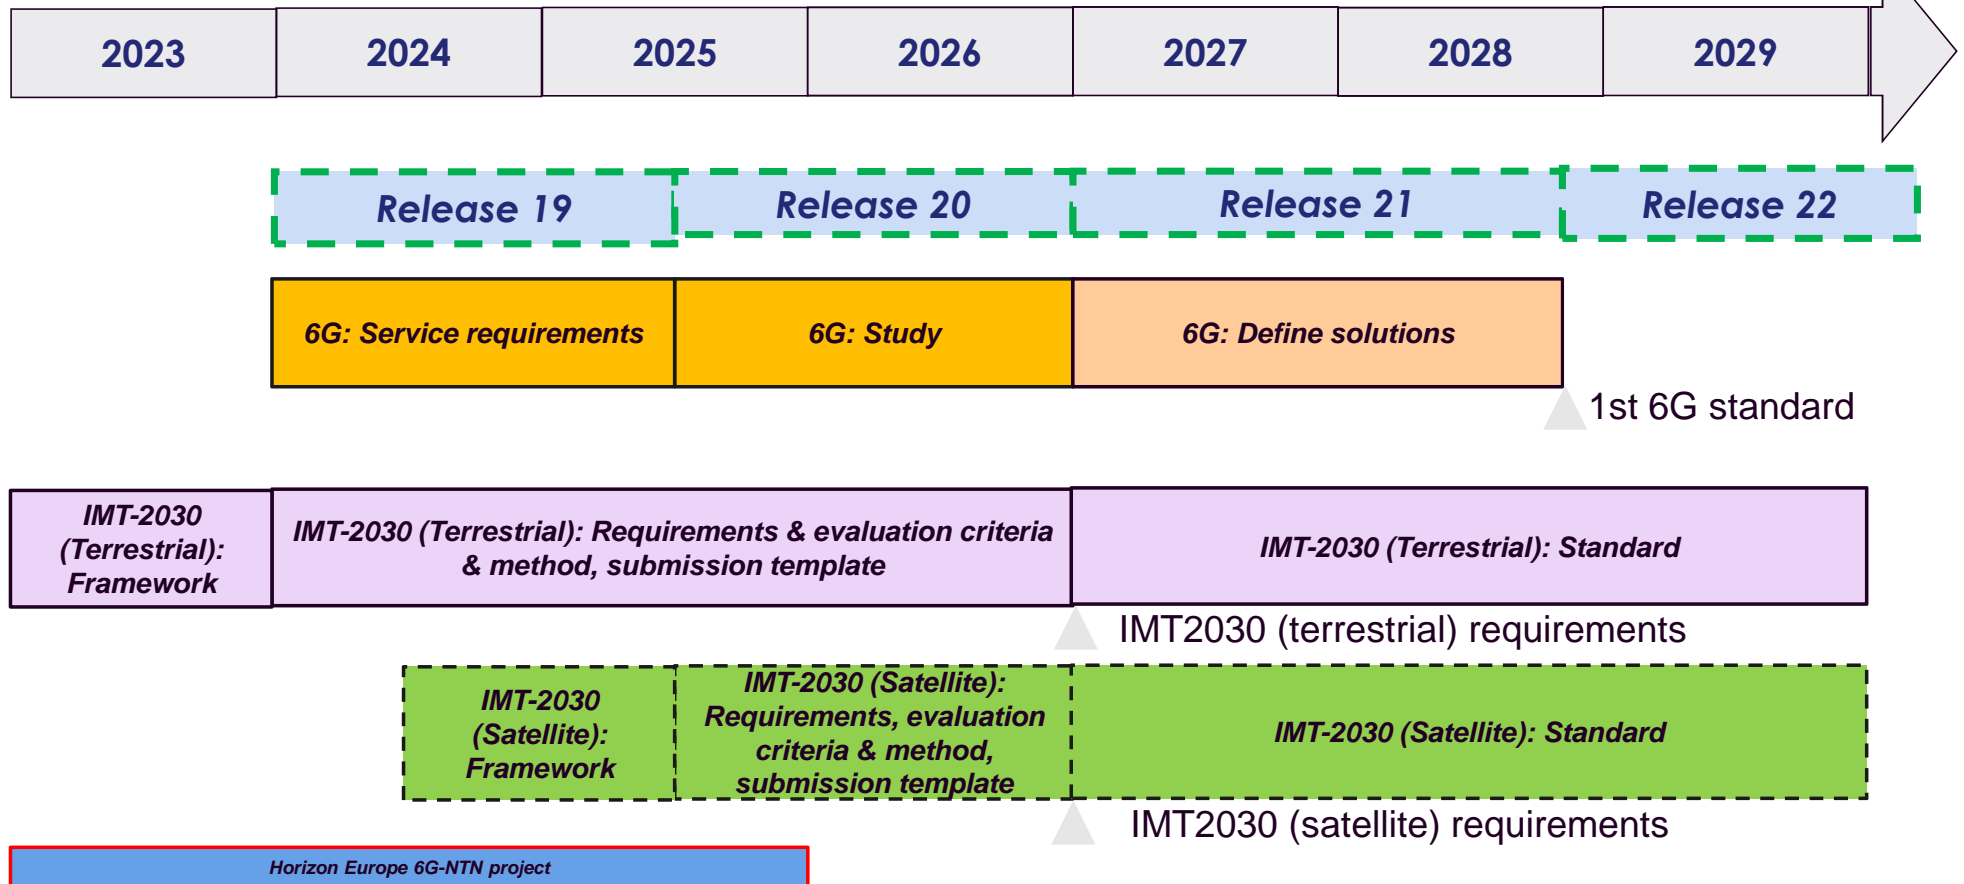 2023 2024 2025 2026 2027 2028 2029
Release 19 Release 20 Release 21 Release 22
6G: Service requirements 6G: Study 6G: Define solutions
1st 6G standard
IMT-2030
(Terrestrial):
Framework
IMT-2030 (Terrestrial): Requirements & evaluation criteria
& method, submission template
IMT-2030 (Terrestrial): Standard
IMT2030 (terrestrial) requirements
IMT-2030
(Satellite):
Framework
IMT-2030 (Satellite):
Requirements, evaluation
criteria & method,
submission template
IMT-2030 (Satellite): Standard
IMT2030 (satellite) requirements
Horizon Europe 6G-NTN project